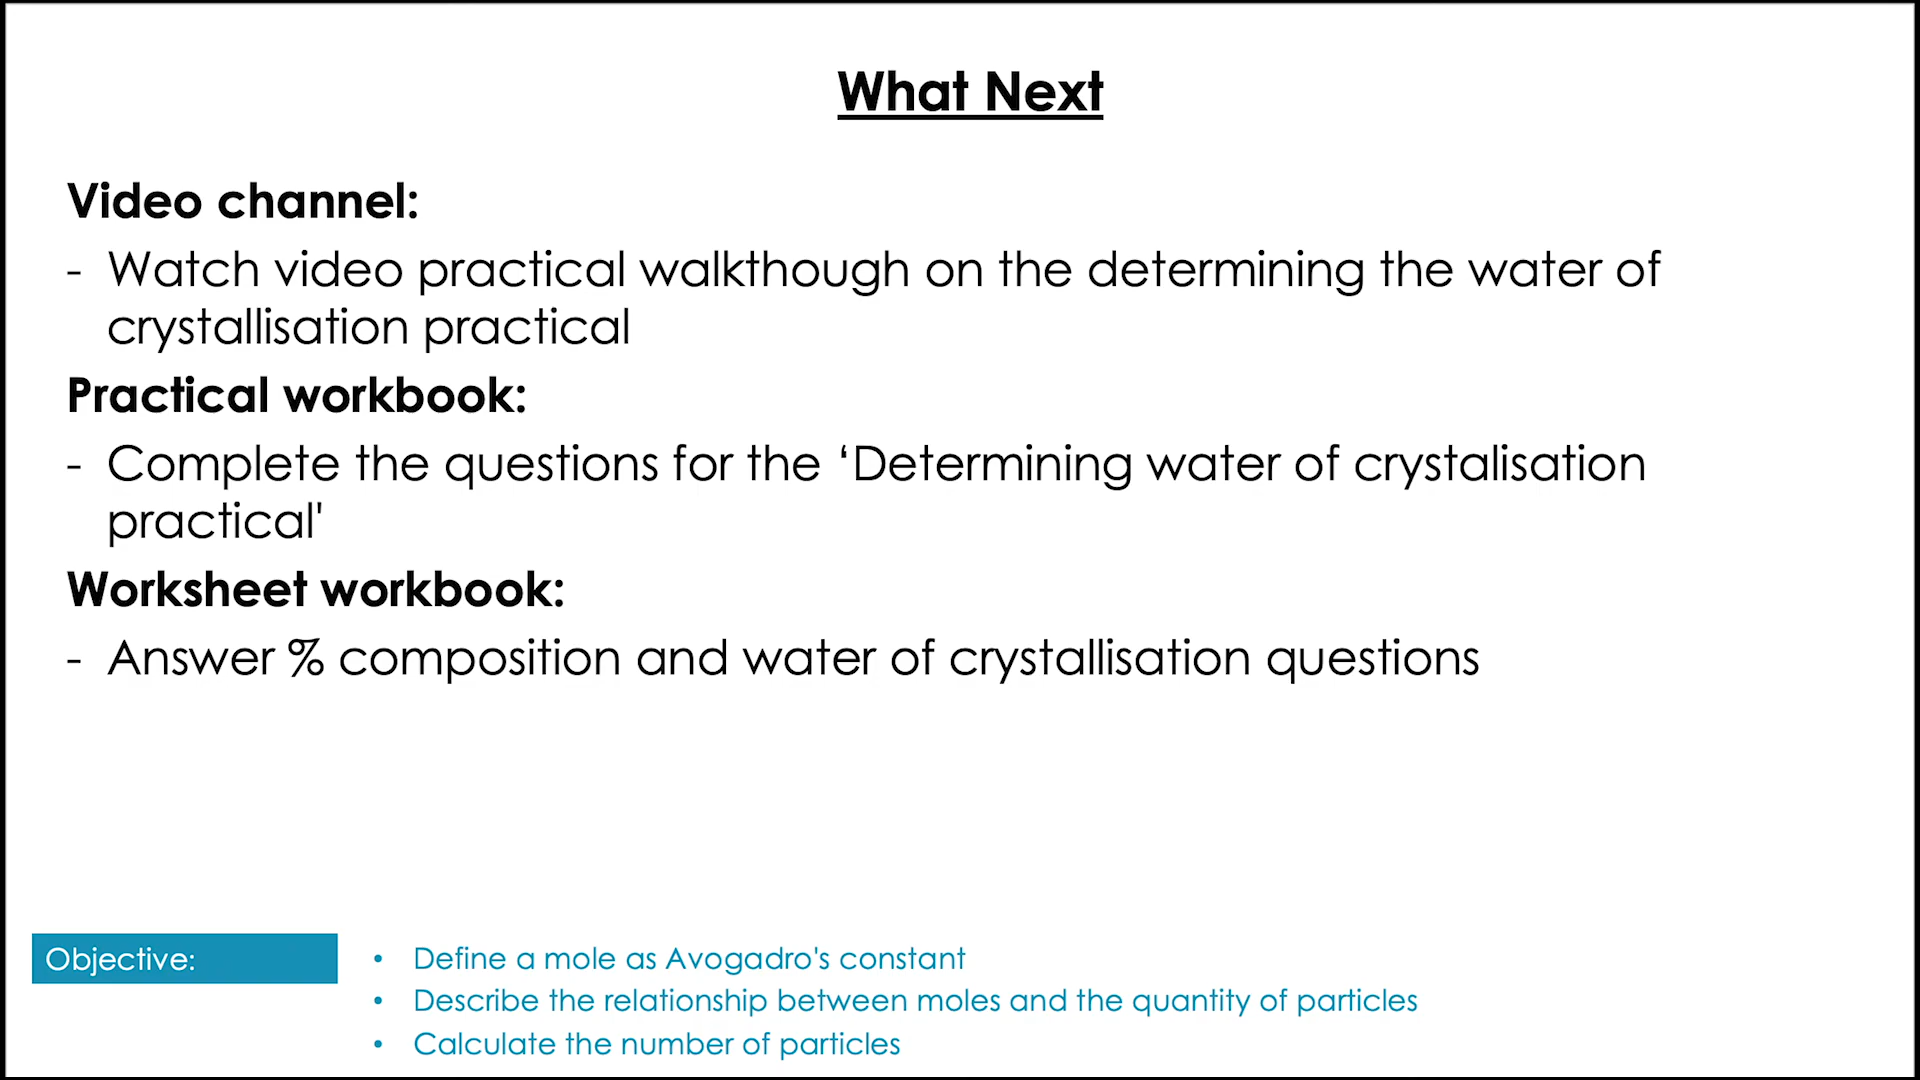 What Next
Video channel:
- Watch video practical walkthough on the determining the water of
crystallisation practical
Practical workbook:
- Complete the questions for the ‘Determining water of crystalisation
practical'
Worksheet workbook:
- Answer % composition and water of crystallisation questions
Objective:
• Define a mole as Avogadro's constant
• Describe the relationship between moles and the quantity of particles
• Calculate the number of particles